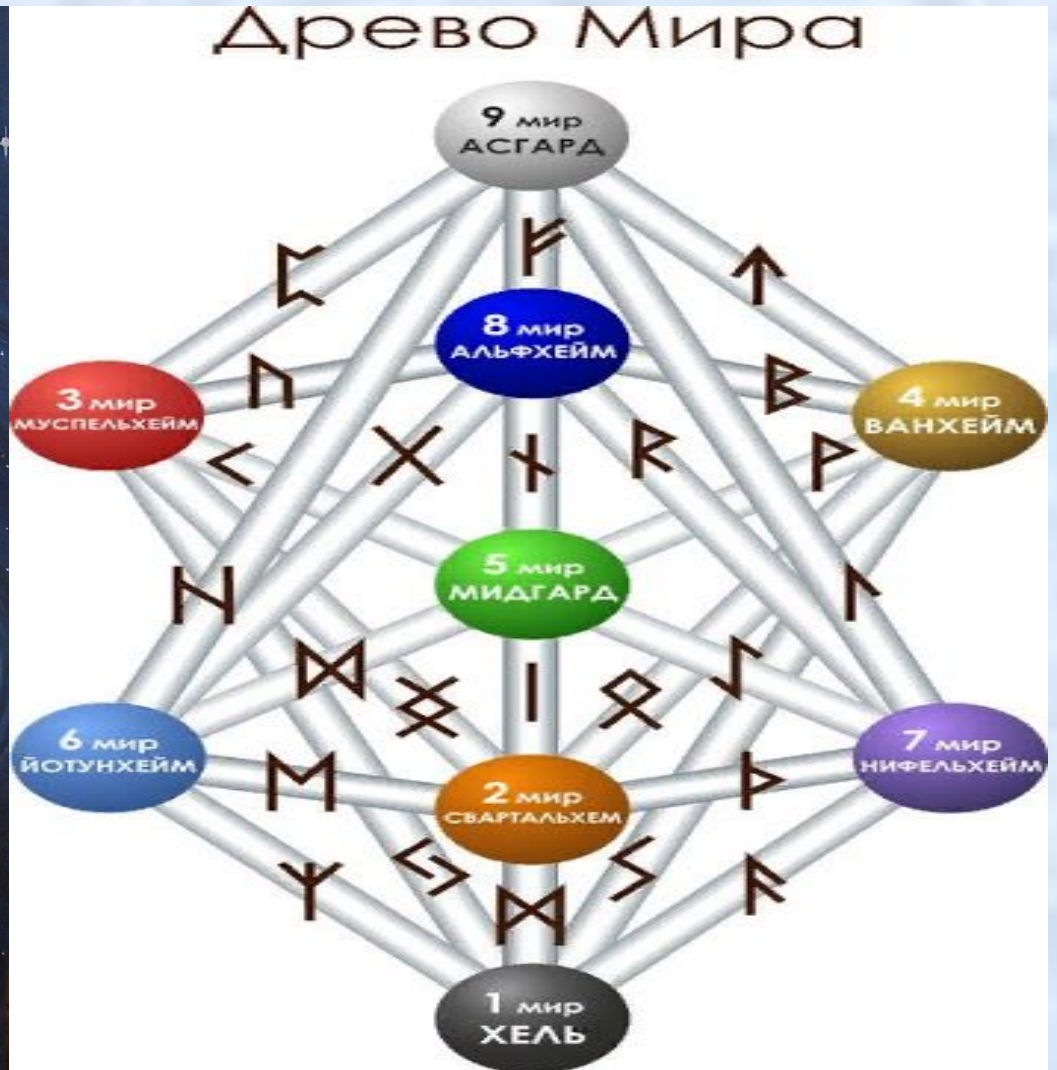 Древо Мира
9 мир
АСГАРД
ᛈ
ᚠ
ᛏ
8 мир
АЛЬФХЕЙМ
3 мир
МУСПЕЛЬХЕЙМ
ᚢ
ᛒ
4 мир
ВАНХЕЙМ
ᚲ
ᚷ
ᚾ
ᚱ
ᚹ
5 мир
МИДГАРД
ᚺ
ᛚ
ᛞ
ᛝ
ᛁ
ᛟ
ᛇ
6 мир
ЙОТУНХЕЙМ
7 мир
НИФЕЛЬХЕЙМ
ᛖ
2 мир
СВАРТАЛЬХЕМ
ᚦ
ᛉ
ᛃ
ᛗ
ᛊ
ᚨ
1 мир
ХЕЛЬ